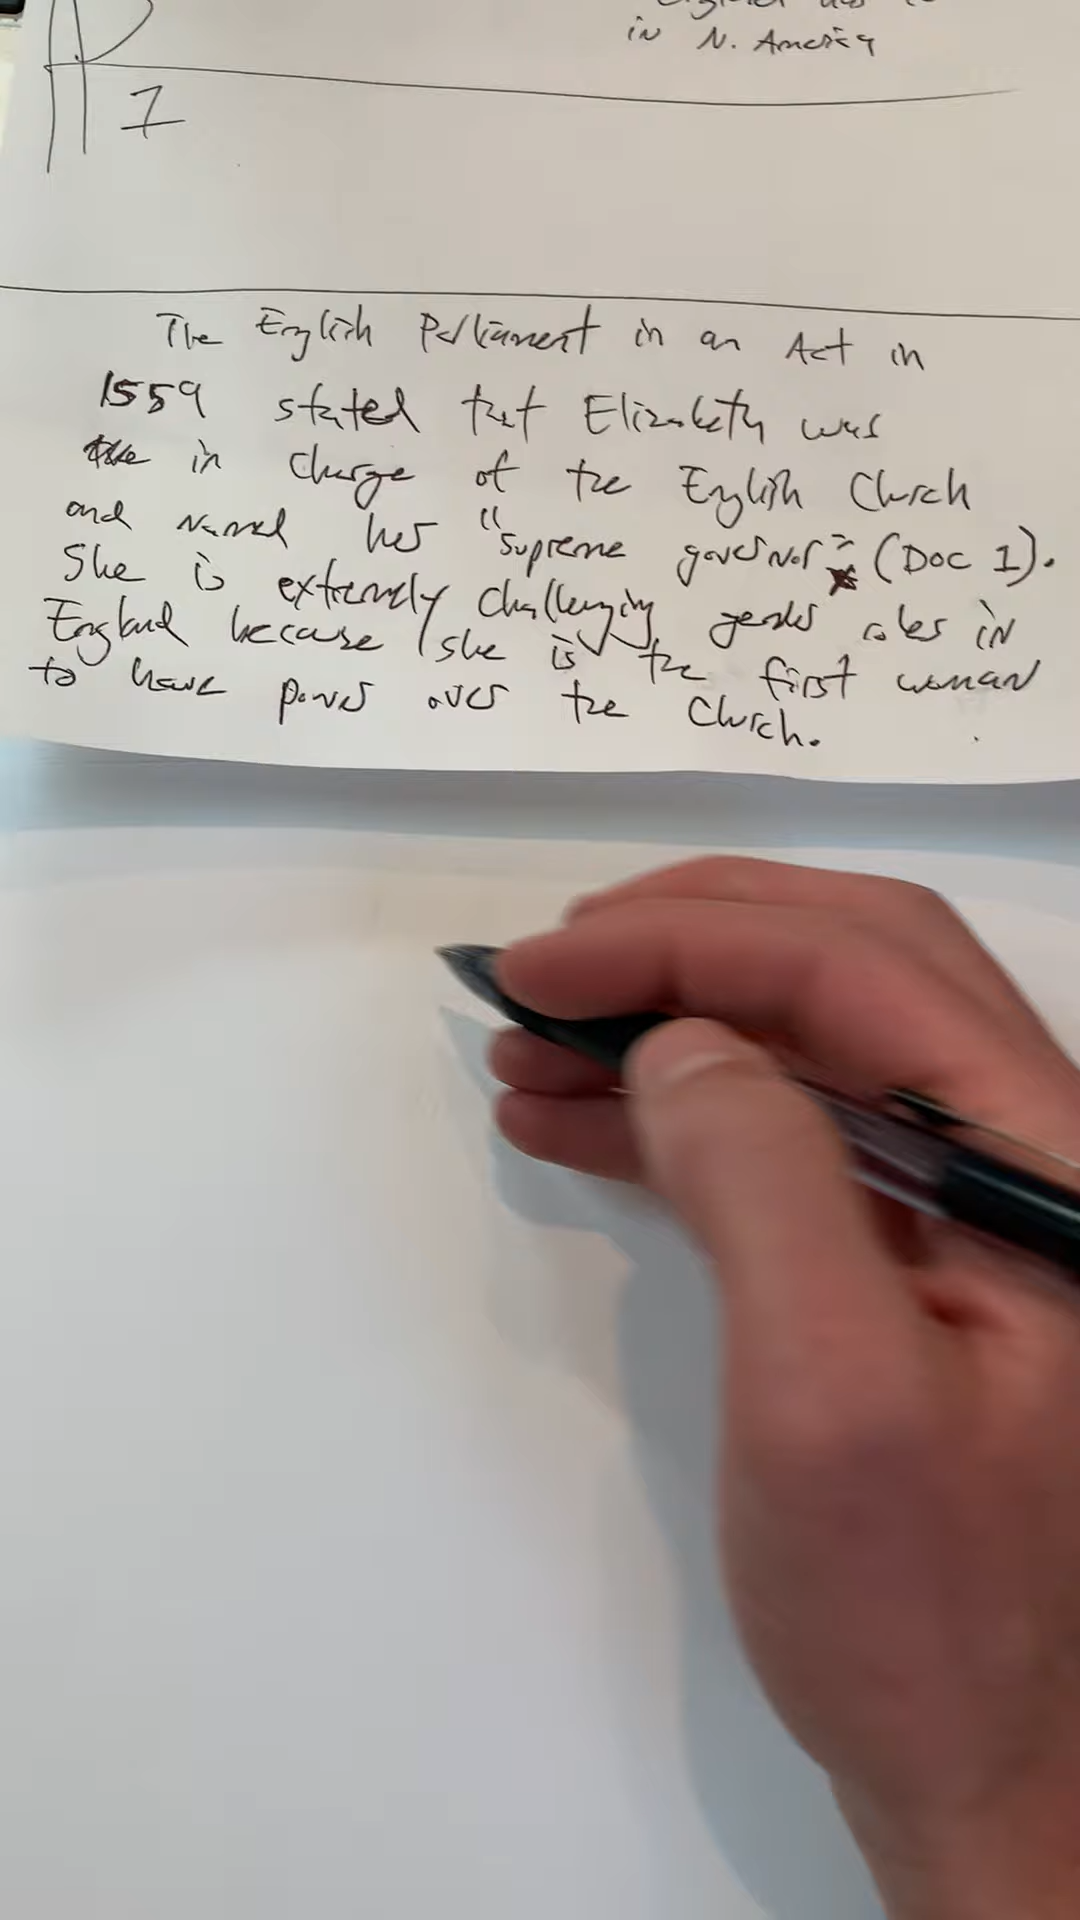 in N. America
1
The English Parliament in an Act in
1559 stated that Elizabeth was
in charge of the English Church
and named her "supreme governor" (Doc 1).
She is extremely challenging gender roles in
England because she is the first woman
to have power over the Church.